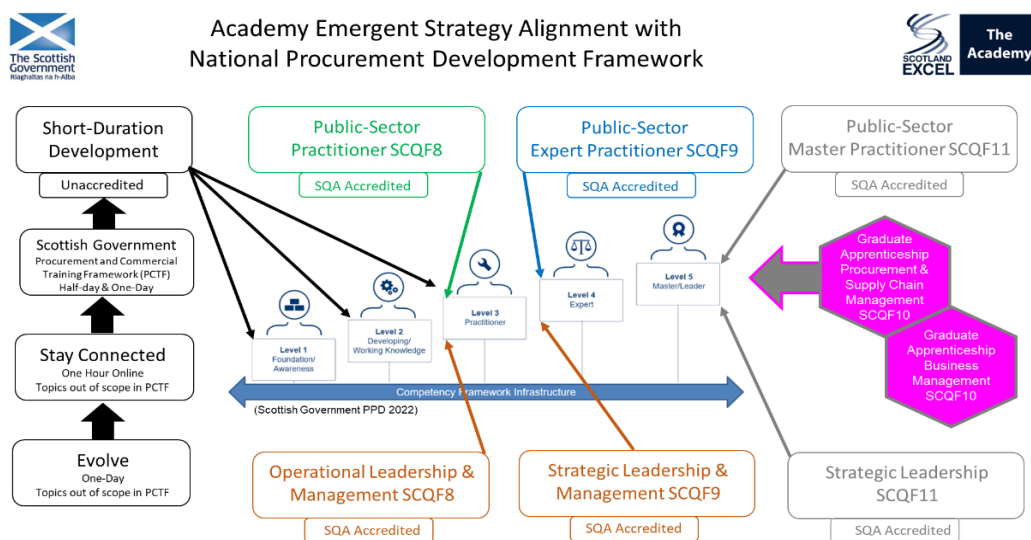 Academy Emergent Strategy Alignment with
National Procurement Development Framework
The Scottish
Government
Riaghaltas na h-Alba
SCOTLAND
EXCEL
The
Academy
Short-Duration
Development
Unaccredited
Scottish Government
Procurement and Commercial
Training Framework (PCTF)
Half-day & One-Day
Stay Connected
One Hour Online
Topics out of scope in PCTF
Evolve
One-Day
Topics out of scope in PCTF
Public-Sector
Practitioner SCQF8
SQA Accredited
Public-Sector
Expert Practitioner SCQF9
SQA Accredited
Public-Sector
Master Practitioner SCQF11
SQA Accredited
Level 1
Foundation/
Awareness
Level 2
Developing/
Working Knowledge
Level 3
Practitioner
Level 4
Expert
Level 5
Master/Leader
Competency Framework Infrastructure
(Scottish Government PPD 2022)
Graduate
Apprenticeship
Procurement &
Supply Chain
Management
SCQF10
Graduate
Apprenticeship
Business
Management
SCQF10
Operational Leadership &
Management SCQF8
SQA Accredited
Strategic Leadership &
Management SCQF9
SQA Accredited
Strategic Leadership
SCQF11
SQA Accredited